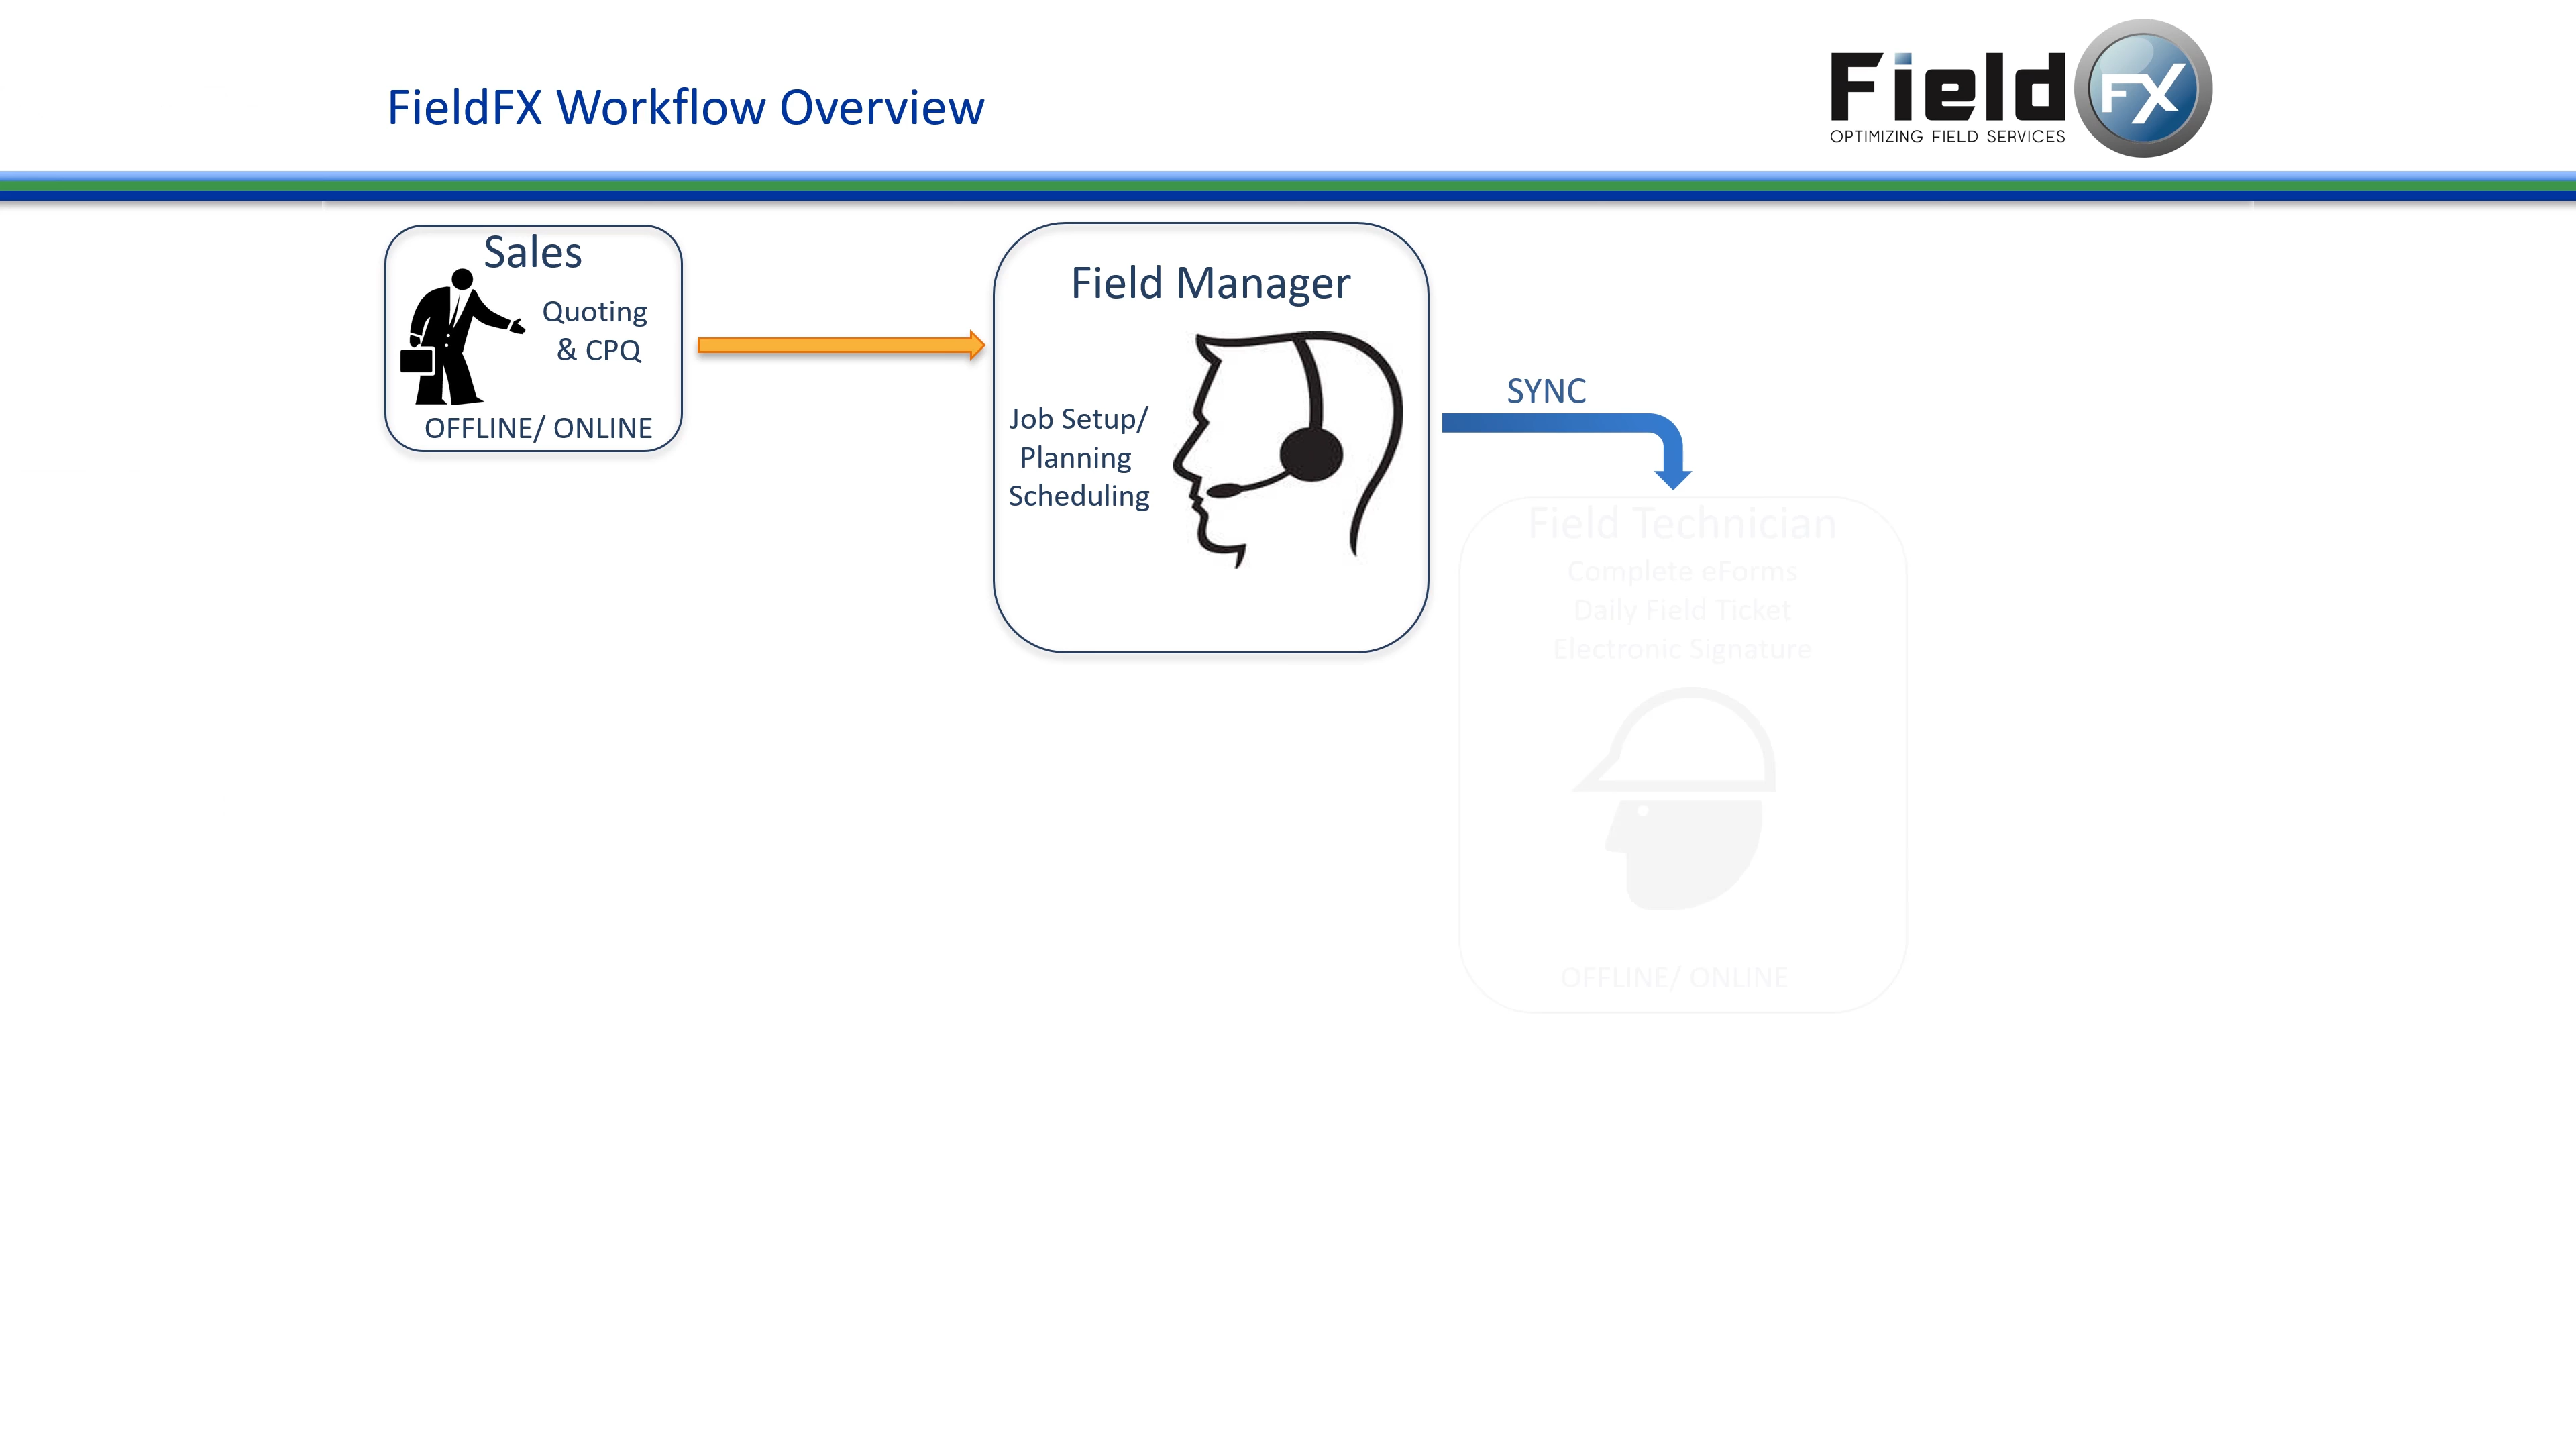 FieldFX Workflow Overview
Field FX
OPTIMIZING FIELD SERVICES
Sales
Quoting
& CPQ
OFFLINE/ ONLINE
Field Manager
Job Setup/
Planning
Scheduling
SYNC
Field Technician
Complete eForms
Daily Field Ticket
Electronic Signature
OFFLINE/ ONLINE